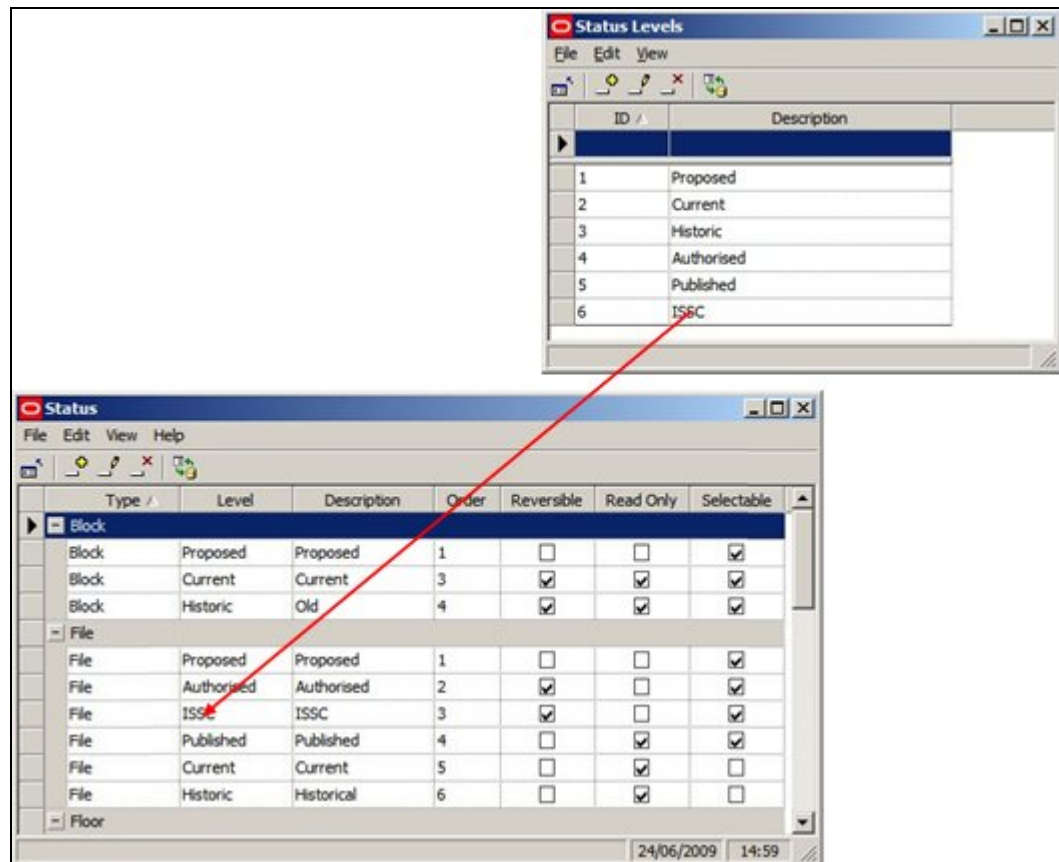 Status Levels
File Edit View
ID Description
1 Proposed
2 Current
3 Historic
4 Authorised
5 Published
6 ISSC
Status
File Edit View Help
Type Level Description Order Reversible Read Only Selectable
Block
Block Proposed Proposed 1
Block Current Current 3
Block Historic Old 4
File
File Proposed Proposed 1
File Authorised Authorised 2
File ISSC ISSC 3
File Published Published 4
File Current Current 5
File Historic Historical 6
Floor
24/06/2009 14:59